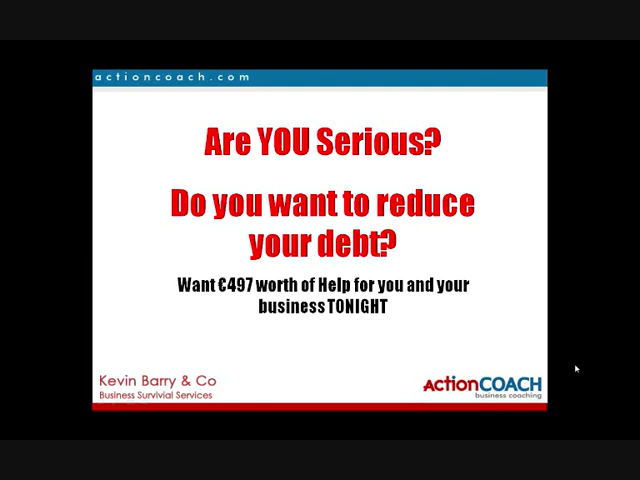 actioncoach.com
Are YOU Serious?
Do you want to reduce
your debt?
Want €497 worth of Help for you and your
business TONIGHT
Kevin Barry & Co
Business Survivial Services
ACTiONCOACH
business coaching